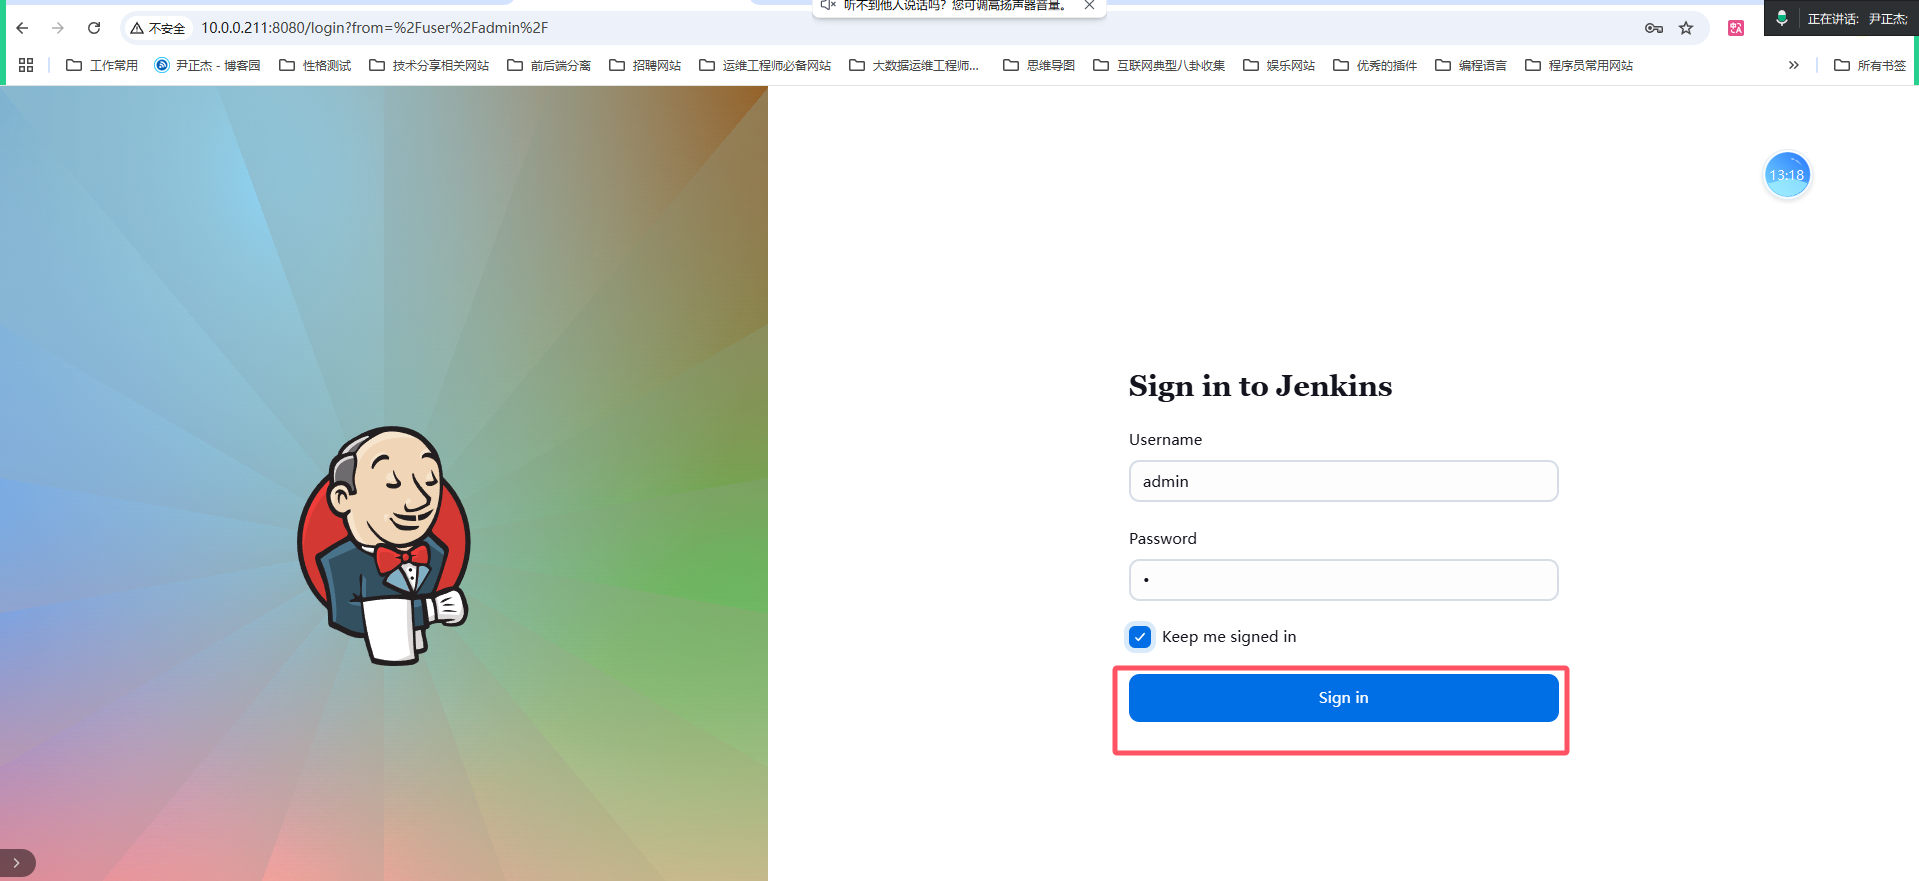 听不到他人说话吗？您可调高扬声器音量。
不安全 10.0.0.211:8080/login?from=%2Fuser%2Fadmin%2F
正在讲话: 尹正杰;
工作常用 尹正杰 - 博客园 性格测试 技术分享相关网站 前后端分离 招聘网站 运维工程师必备网站 大数据运维工程师... 思维导图 互联网典型八卦收集 娱乐网站 优秀的插件 编程语言 程序员常用网站 » 所有书签
13:18
Sign in to Jenkins
Username
admin
Password
•
Keep me signed in
Sign in